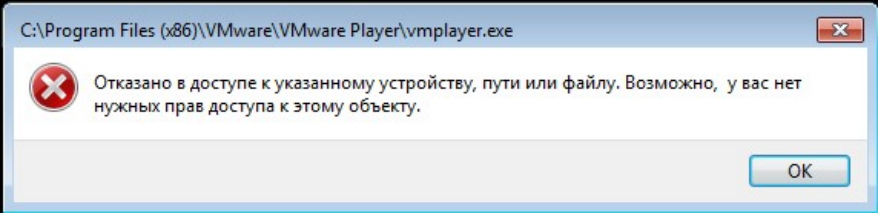 C:\Program Files (x86)\VMware\VMware Player\vmplayer.exe
Отказано в доступе к указанному устройству, пути или файлу. Возможно,  у вас нет
нужных прав доступа к этому объекту.
OK